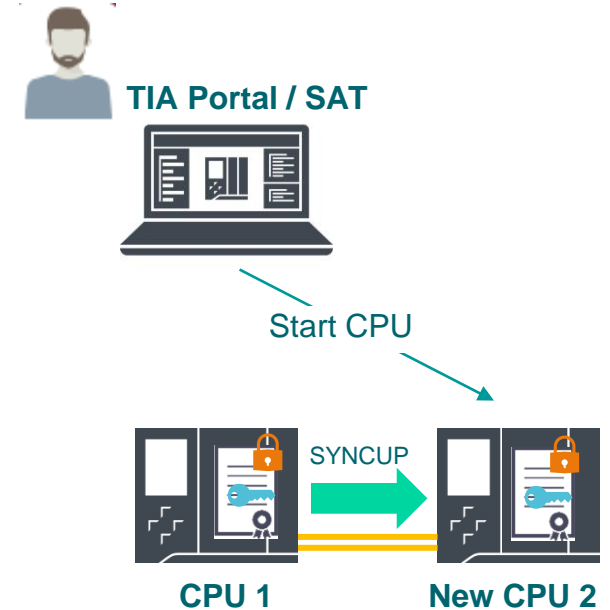 TIA Portal / SAT
Start CPU
SYNCUP
CPU 1
New CPU 2